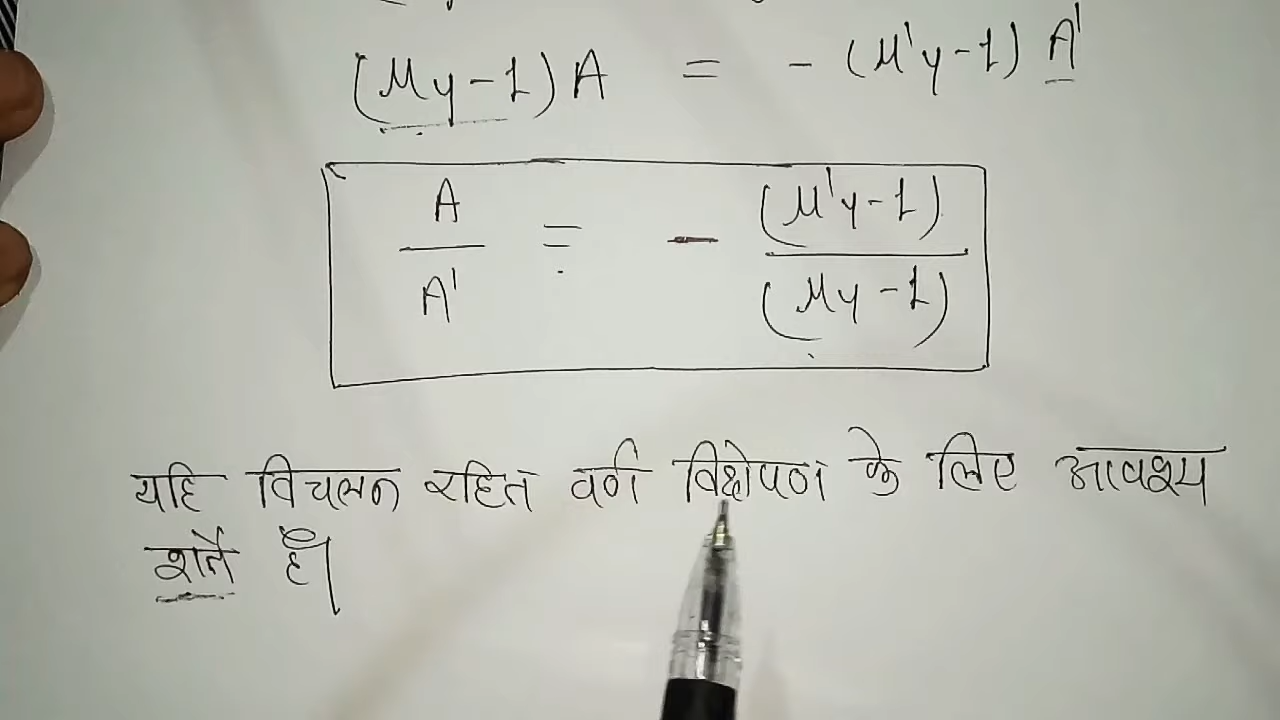 (μy-1)A = - (μ'y-1) A'
A / A' = - (μ'y-1) / (μy-1)
यहि विचलन रहित वर्ण विक्षेपण के लिए आवश्य
शर्त है।